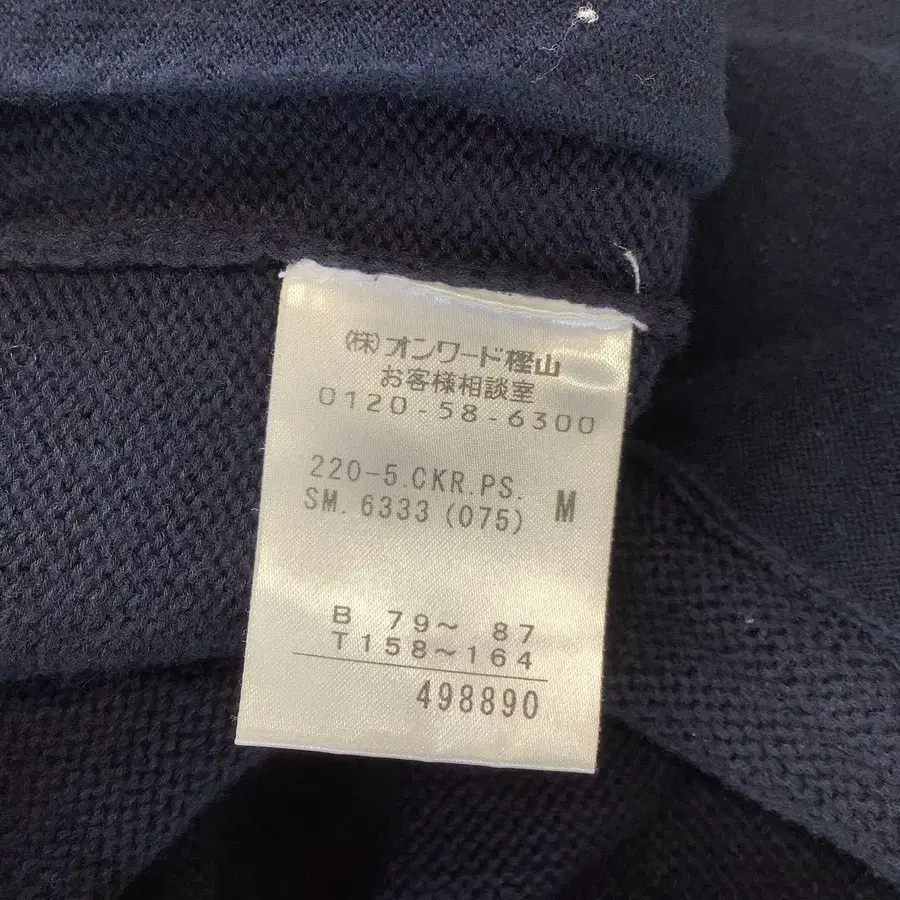 (株)オンワード樫山
お客様相談室
0120-58-6300
220-5.CKR.PS.
SM. 6333 (075) M
B 79～ 87
T158～164
498890